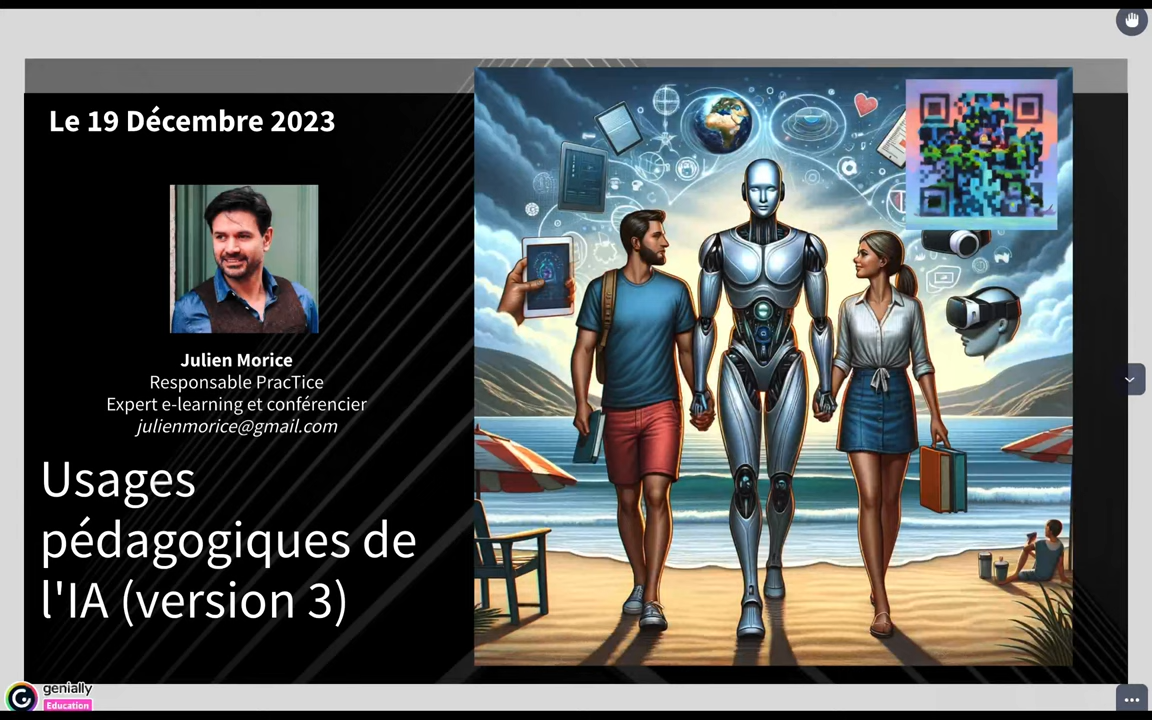 Le 19 Décembre 2023
Julien Morice
Responsable PracTice
Expert e-learning et conférencier
julienmorice@gmail.com
Usages
pédagogiques de
l'IA (version 3)
genially
Education